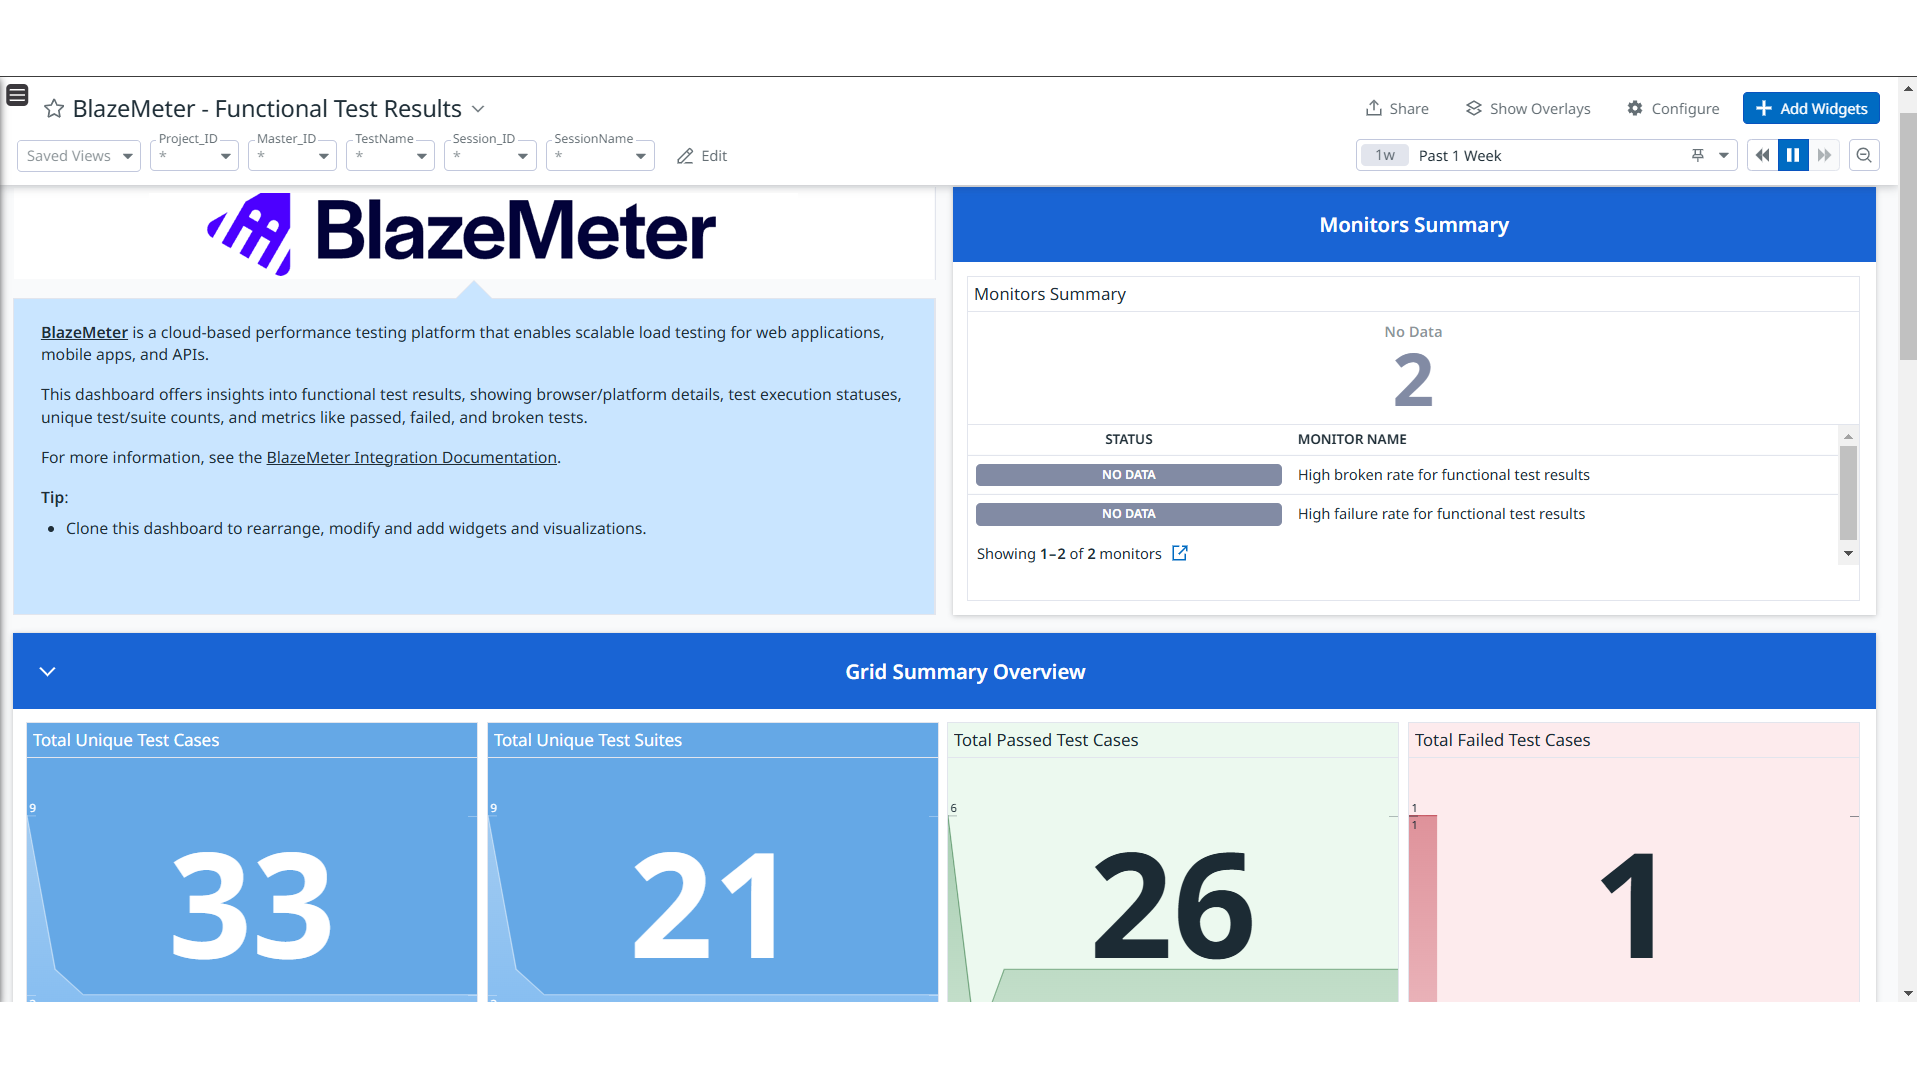 BlazeMeter - Functional Test Results
Share
Show Overlays
Configure
Add Widgets
Saved Views
Project_ID
*
Master_ID
*
TestName
*
Session_ID
*
SessionName
*
Edit
1w
Past 1 Week
BlazeMeter
BlazeMeter is a cloud-based performance testing platform that enables scalable load testing for web applications,
mobile apps, and APIs.
This dashboard offers insights into functional test results, showing browser/platform details, test execution statuses,
unique test/suite counts, and metrics like passed, failed, and broken tests.
For more information, see the BlazeMeter Integration Documentation.
Tip:
• Clone this dashboard to rearrange, modify and add widgets and visualizations.
Monitors Summary
Monitors Summary
No Data
2
STATUS MONITOR NAME
NO DATA High broken rate for functional test results
NO DATA High failure rate for functional test results
Showing 1–2 of 2 monitors
Grid Summary Overview
Total Unique Test Cases
9
33
Total Unique Test Suites
9
21
Total Passed Test Cases
6
26
Total Failed Test Cases
1
1
1